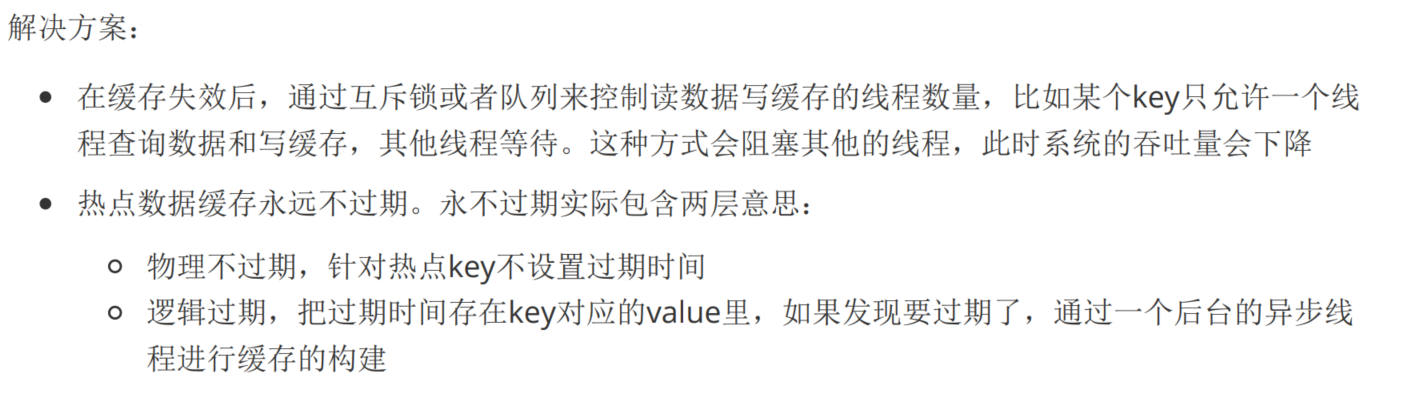 解决方案：
在缓存失效后，通过互斥锁或者队列来控制读数据写缓存的线程数量，比如某个key只允许一个线
程查询数据和写缓存，其他线程等待。这种方式会阻塞其他的线程，此时系统的吞吐量会下降
热点数据缓存永远不过期。永不过期实际包含两层意思：
物理不过期，针对热点key不设置过期时间
逻辑过期，把过期时间存在key对应的value里，如果发现要过期了，通过一个后台的异步线
程进行缓存的构建